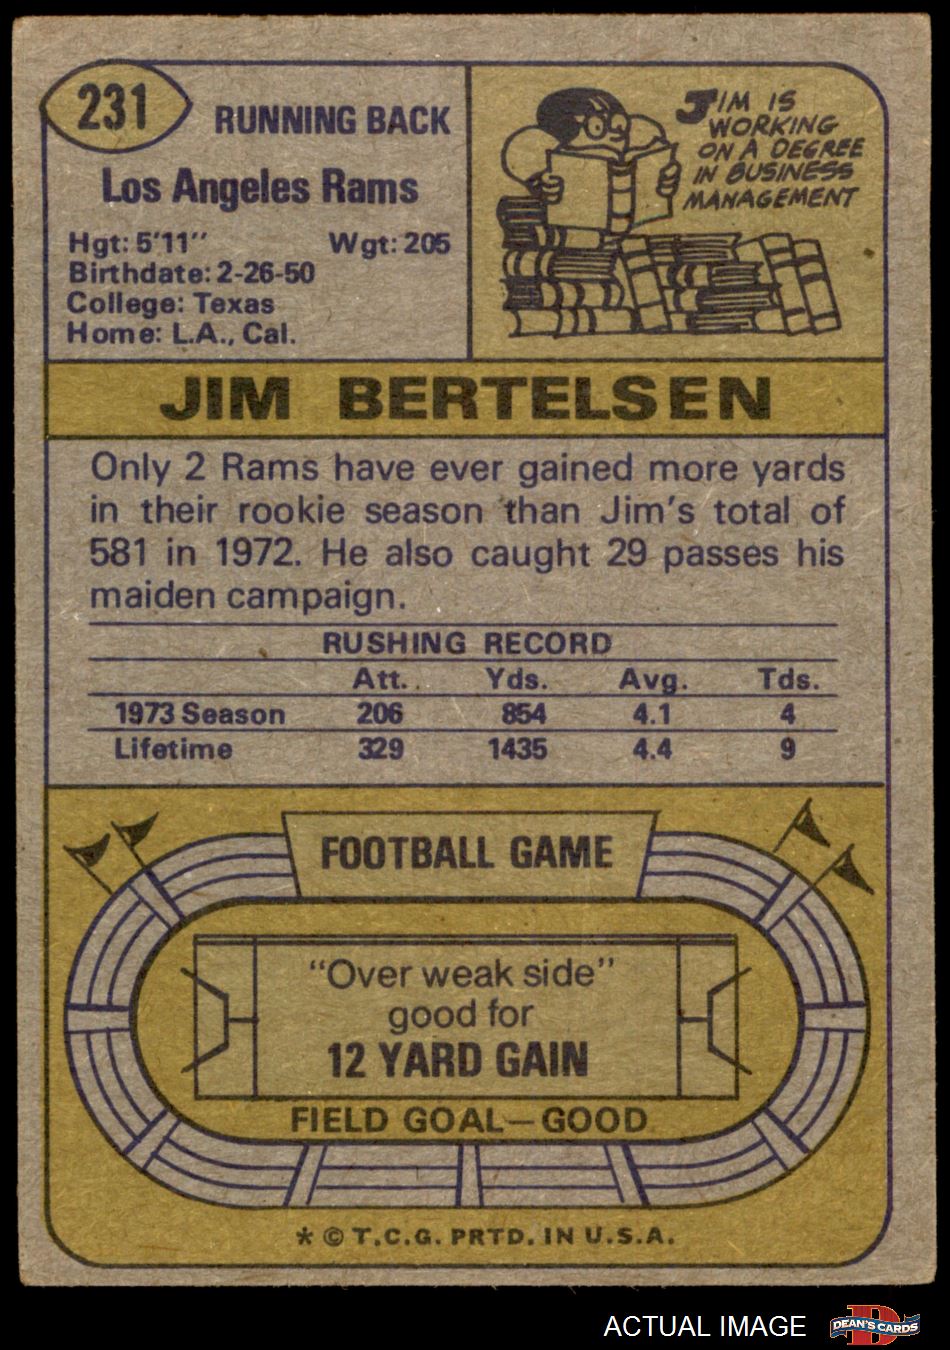 231
RUNNING BACK
Los Angeles Rams
Hgt: 5'11" Wgt: 205
Birthdate: 2-26-50
College: Texas
Home: L.A., Cal.
JIM IS
WORKING
ON A DEGREE
IN BUSINESS
MANAGEMENT
JIM BERTELSEN
Only 2 Rams have ever gained more yards
in their rookie season than Jim's total of
581 in 1972. He also caught 29 passes his
maiden campaign.
RUSHING RECORD
Att. Yds. Avg. Tds.
1973 Season 206 854 4.1 4
Lifetime 329 1435 4.4 9
FOOTBALL GAME
"Over weak side"
good for
12 YARD GAIN
FIELD GOAL—GOOD
* © T.C.G. PRTD. IN U.S.A.
ACTUAL IMAGE
DEAN'S CARDS